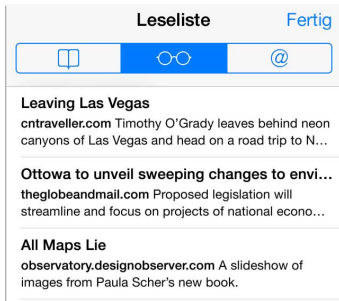 Leseliste Fertig
@
Leaving Las Vegas
cntraveller.com Timothy O'Grady leaves behind neon
canyons of Las Vegas and head on a road trip to N...
Ottowa to unveil sweeping changes to envi...
theglobeandmail.com Proposed legislation will
streamline and focus on projects of national econo...
All Maps Lie
observatory.designobserver.com A slideshow of
images from Paula Scher's new book.